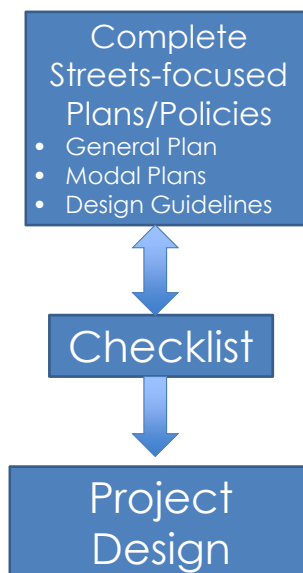 Complete
Streets-focused
Plans/Policies
• General Plan
• Modal Plans
• Design Guidelines
Checklist
Project
Design